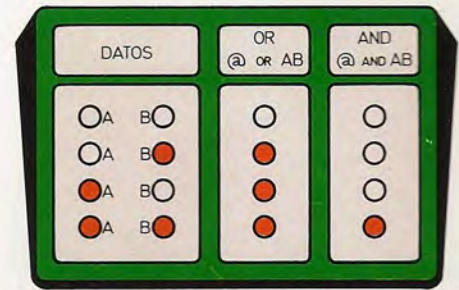 DATOS
OR
@ OR AB
AND
@ AND AB
A B
A B
A B
A B